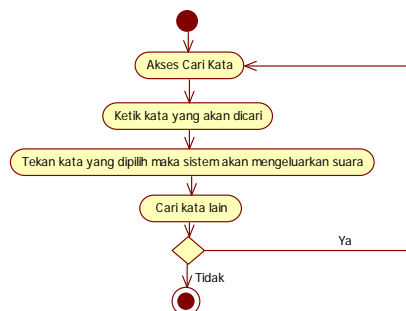 Akses Cari Kata
Ketik kata yang akan dicari
Tekan kata yang dipilih maka sistem akan mengeluarkan suara
Cari kata lain
Ya
Tidak